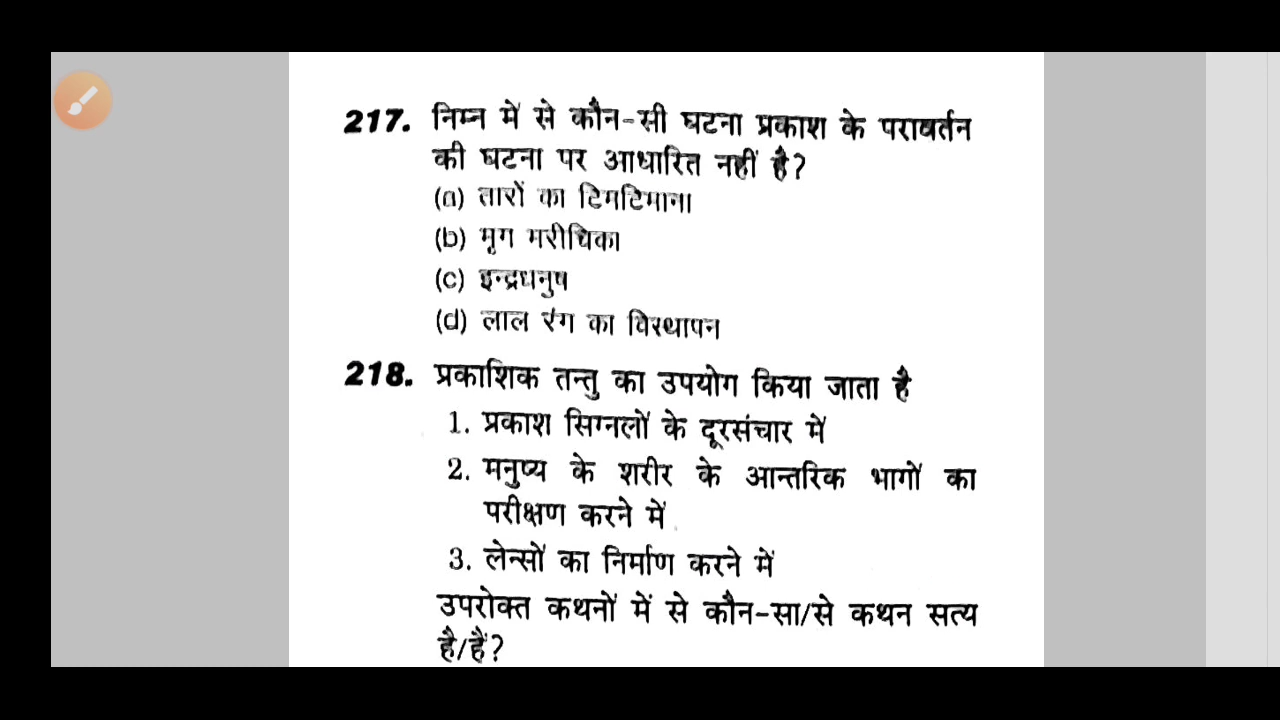 217. निम्न में से कौन-सी घटना प्रकाश के परावर्तन
की घटना पर आधारित नहीं है?
(a) तारों का टिमटिमाना
(b) मृग मरीचिका
(c) इन्द्रधनुष
(d) लाल रंग का विस्थापन
218. प्रकाशिक तन्तु का उपयोग किया जाता है
1. प्रकाश सिग्नलों के दूरसंचार में
2. मनुष्य के शरीर के आन्तरिक भागों का
परीक्षण करने में
3. लेन्सों का निर्माण करने में
उपरोक्त कथनों में से कौन-सा/से कथन सत्य
है/हैं?